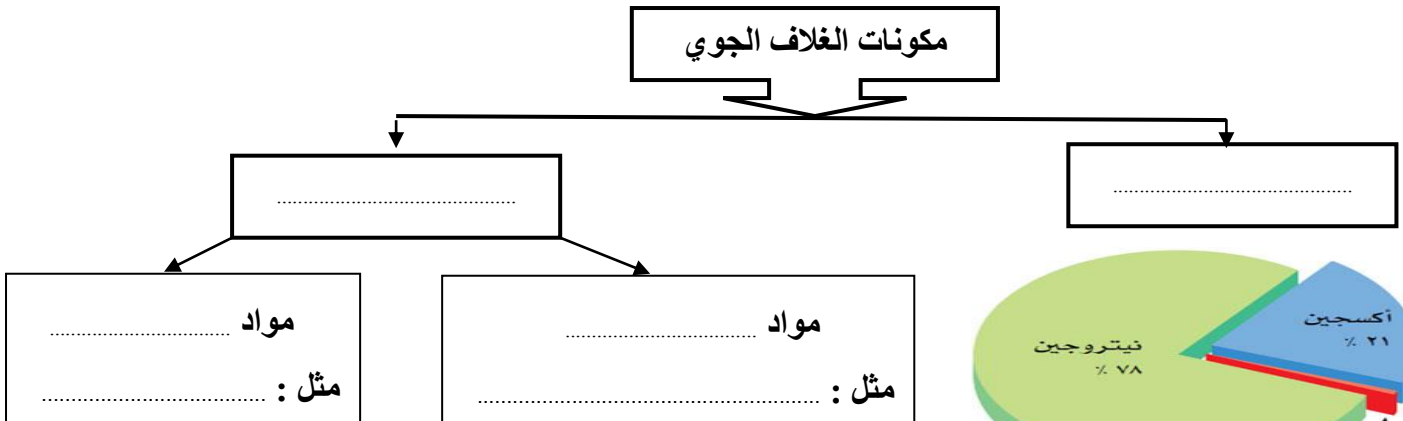 مكونات الغلاف الجوي
........................................
........................................
أكسجين
٢١ ٪
نيتروجين
٧٨ ٪
مواد ................................
مثل : ............................................................
مواد ..............................
مثل : ......................................